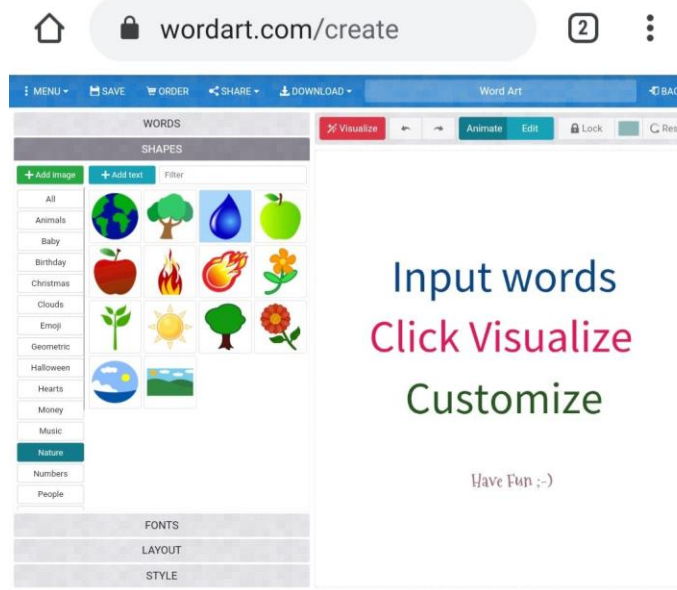 wordart.com/create
2
MENU
SAVE
ORDER
SHARE
DOWNLOAD
Word Art
WORDS
SHAPES
Visualize
Animate
Edit
Lock
Add image
Add text
Filter
All
Animals
Baby
Birthday
Christmas
Clouds
Emoji
Geometric
Halloween
Hearts
Money
Music
Nature
Numbers
People
Input words
Click Visualize
Customize
Have Fun ;-)
FONTS
LAYOUT
STYLE